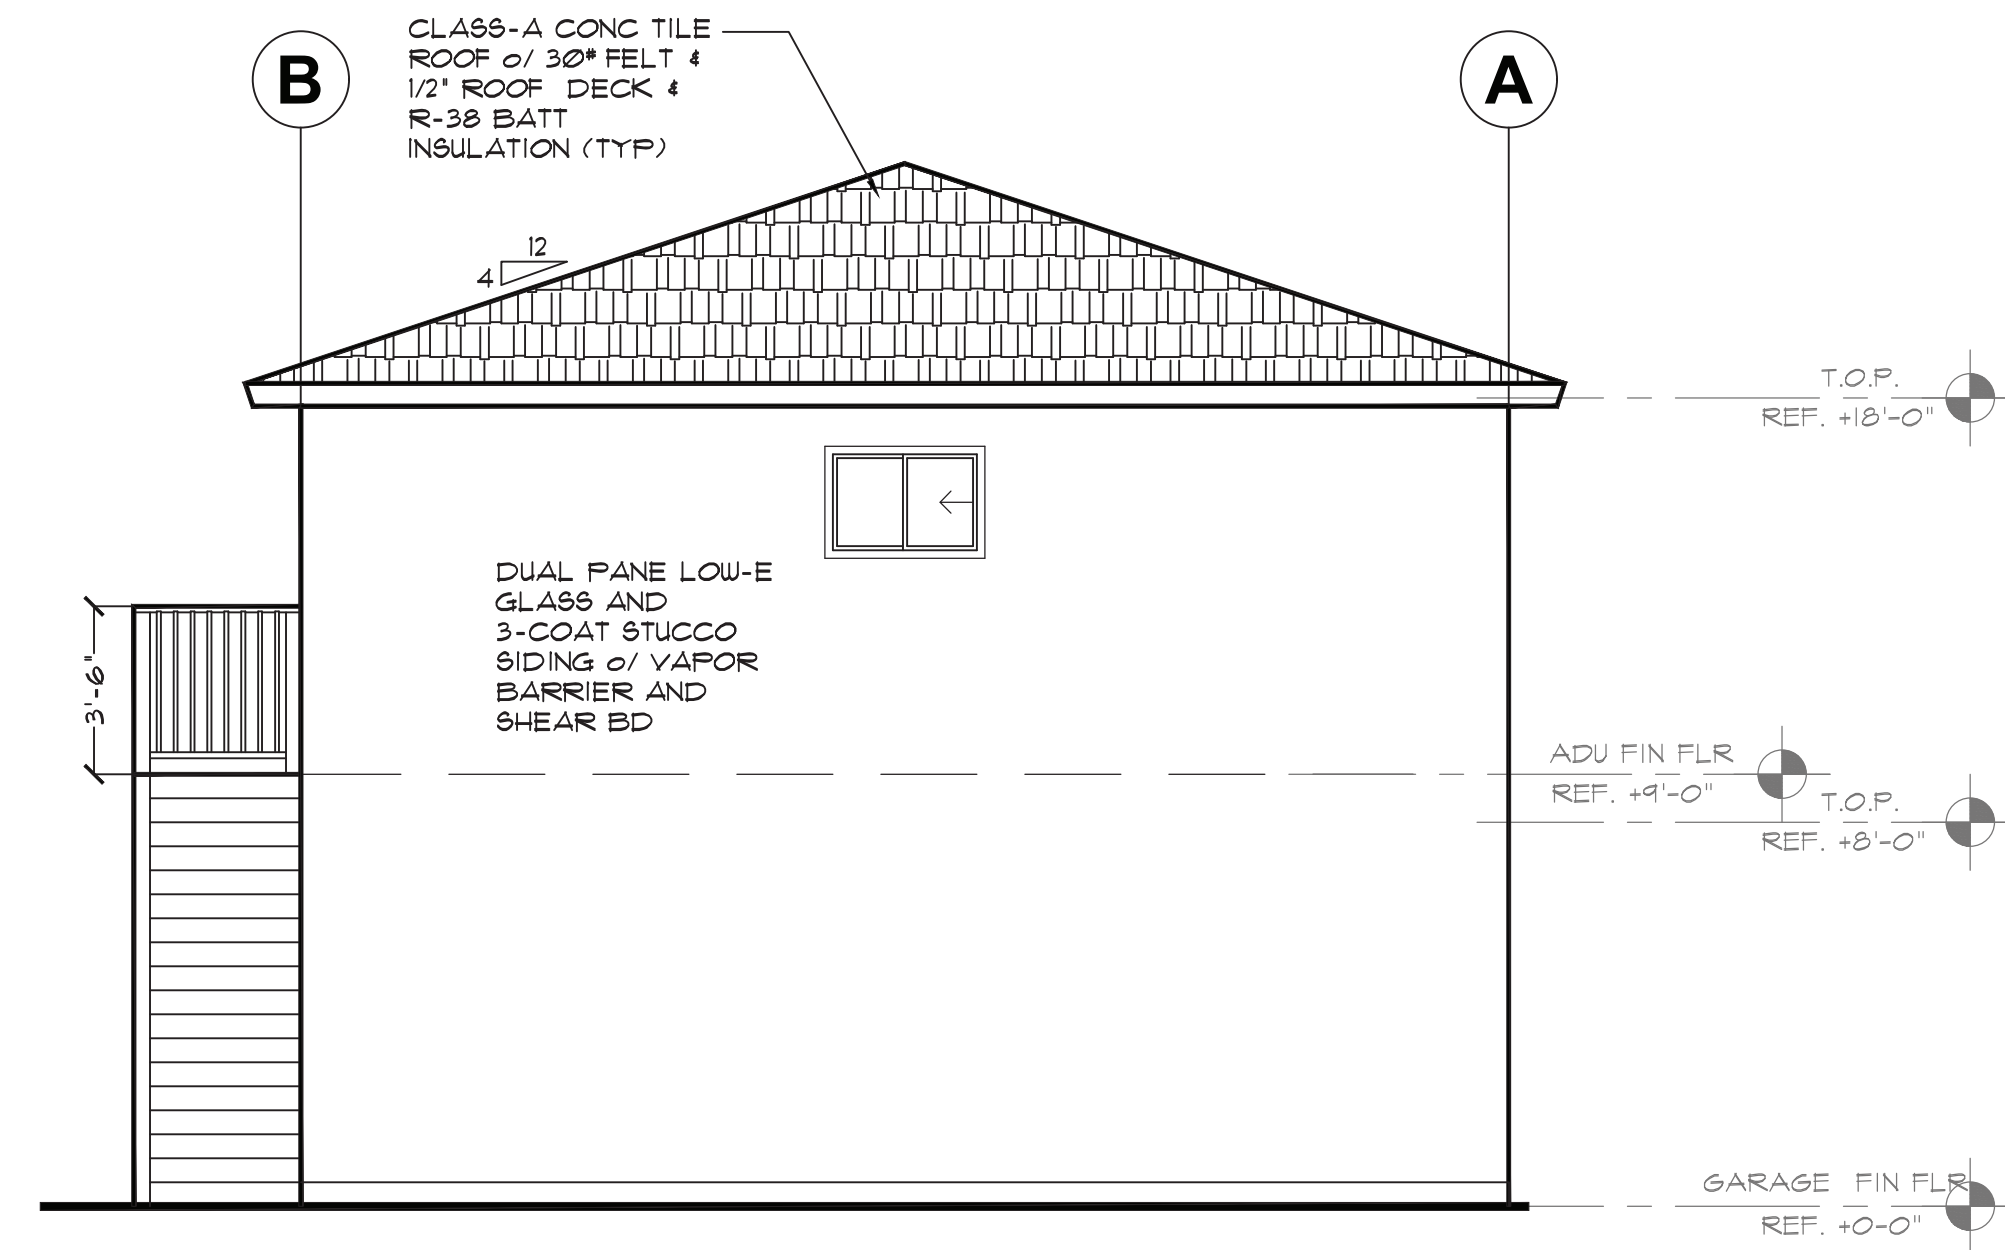 B
CLASS-A CONC TILE
ROOF o/ 30# FELT &
1/2" ROOF DECK &
R-38 BATT
INSULATION (TYP)
A
12
4
T.O.P.
REF. +18'-0"
DUAL PANE LOW-E
GLASS AND
3-COAT STUCCO
SIDING o/ VAPOR
BARRIER AND
SHEAR BD
3'-6"
ADU FIN FLR
REF. +9'-0"
T.O.P.
REF. +8'-0"
GARAGE FIN FLR
REF. +0-0"